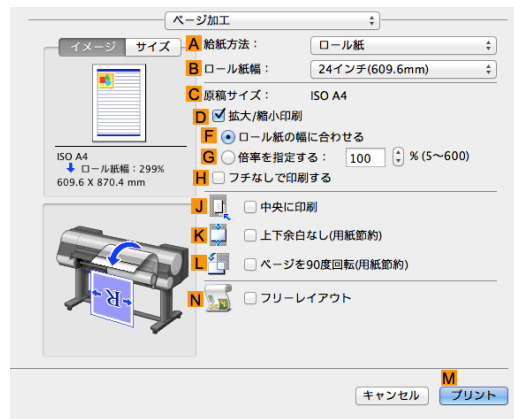 ページ加工
イメージ サイズ
A 給紙方法： ロール紙
B ロール紙幅： 24インチ(609.6mm)
C 原稿サイズ： ISO A4
D 拡大/縮小印刷
F ロール紙の幅に合わせる
G 倍率を指定する： 100 % (5〜600)
H フチなしで印刷する
ISO A4
ロール紙幅：299%
609.6 X 870.4 mm
J 中央に印刷
K 上下余白なし(用紙節約)
L ページを90度回転(用紙節約)
R
N フリーレイアウト
M
キャンセル プリント